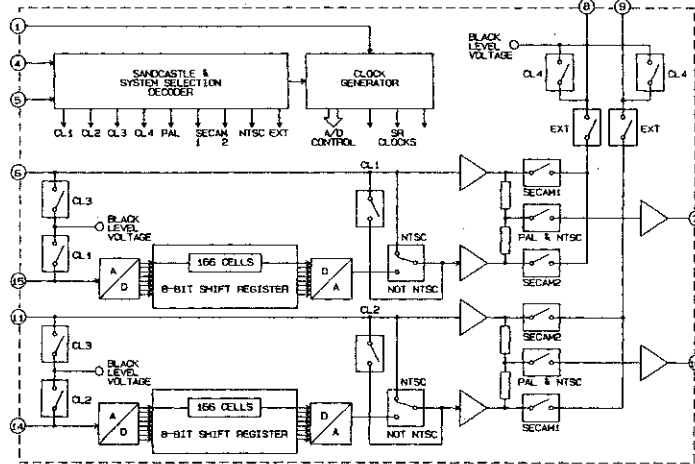 1
8
9
BLACK
LEVEL
VOLTAGE
CL4
CL4
4
5
SANDCASTLE &
SYSTEM SELECTION
DECODER
CLOCK
GENERATOR
EXT
EXT
CL1 CL2 CL3 CL4 PAL SECAM 1 SECAM 2 NTSC EXT
A/D
CONTROL
SR
CLOCKS
6
CL1
CL3
SECAM1
BLACK
LEVEL
VOLTAGE
PAL & NTSC
CL1
NTSC
SECAM2
15
A
D
166 CELLS
8-BIT SHIFT REGISTER
D
A
NOT NTSC
11
CL2
CL3
SECAM2
BLACK
LEVEL
VOLTAGE
PAL & NTSC
CL2
NTSC
SECAM1
14
A
D
166 CELLS
8-BIT SHIFT REGISTER
D
A
NOT NTSC